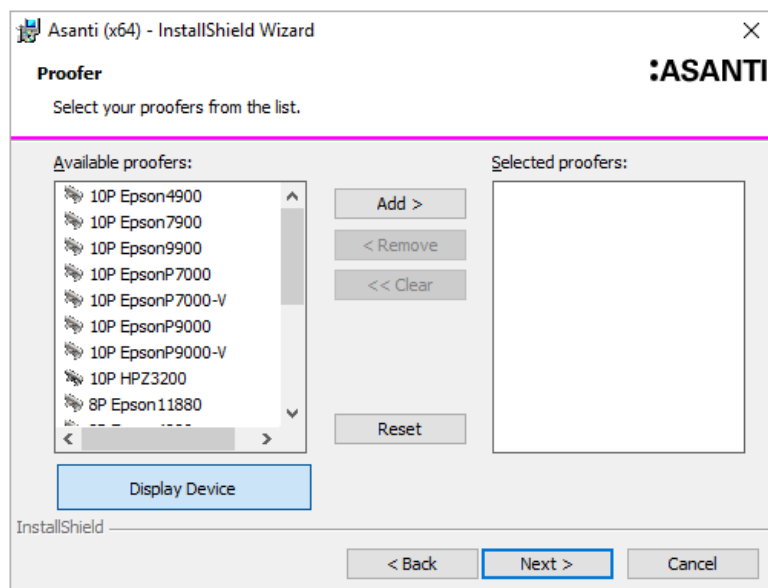 Asanti (x64) - InstallShield Wizard
Proofer
:ASANTI
Select your proofers from the list.
Available proofers:
Selected proofers:
10P Epson4900
10P Epson7900
10P Epson9900
10P EpsonP7000
10P EpsonP7000-V
10P EpsonP9000
10P EpsonP9000-V
10P HPZ3200
8P Epson11880
Add >
< Remove
<< Clear
Reset
Display Device
InstallShield
< Back
Next >
Cancel